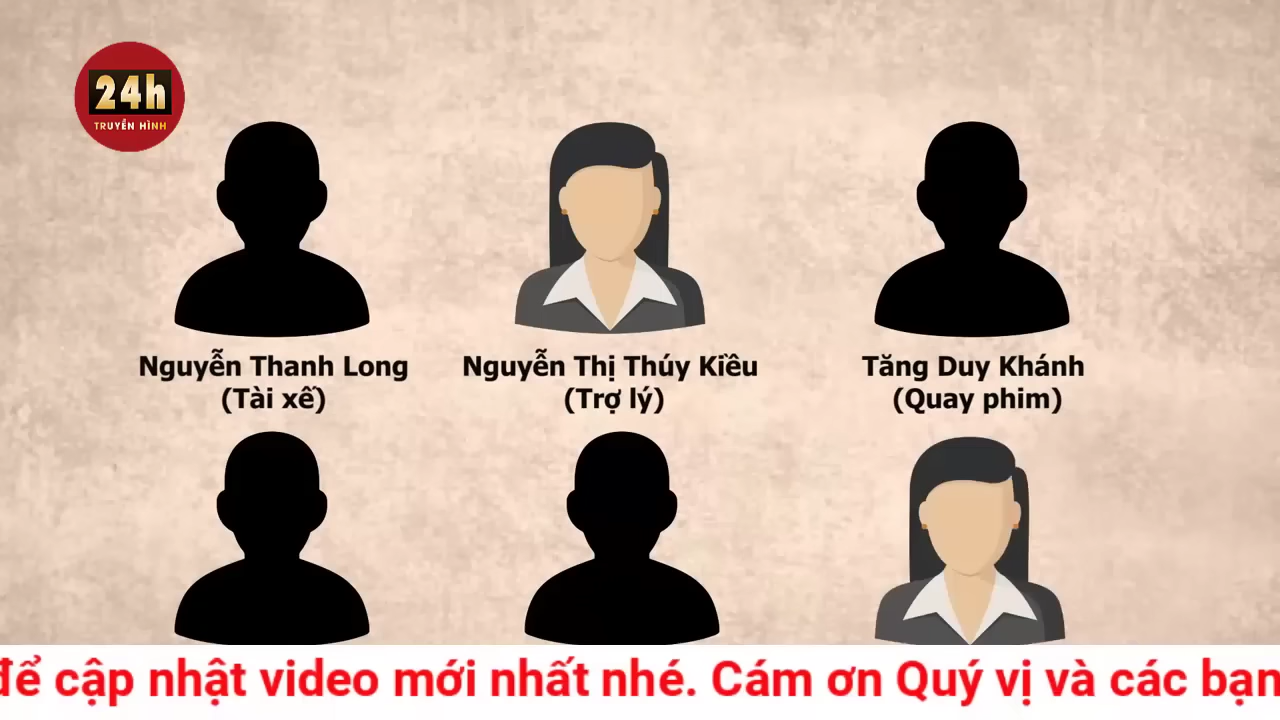 24h
TRUYỀN HÌNH
Nguyễn Thanh Long
(Tài xế)
Nguyễn Thị Thúy Kiều
(Trợ lý)
Tăng Duy Khánh
(Quay phim)
để cập nhật video mới nhất nhé. Cám ơn Quý vị và các bạn